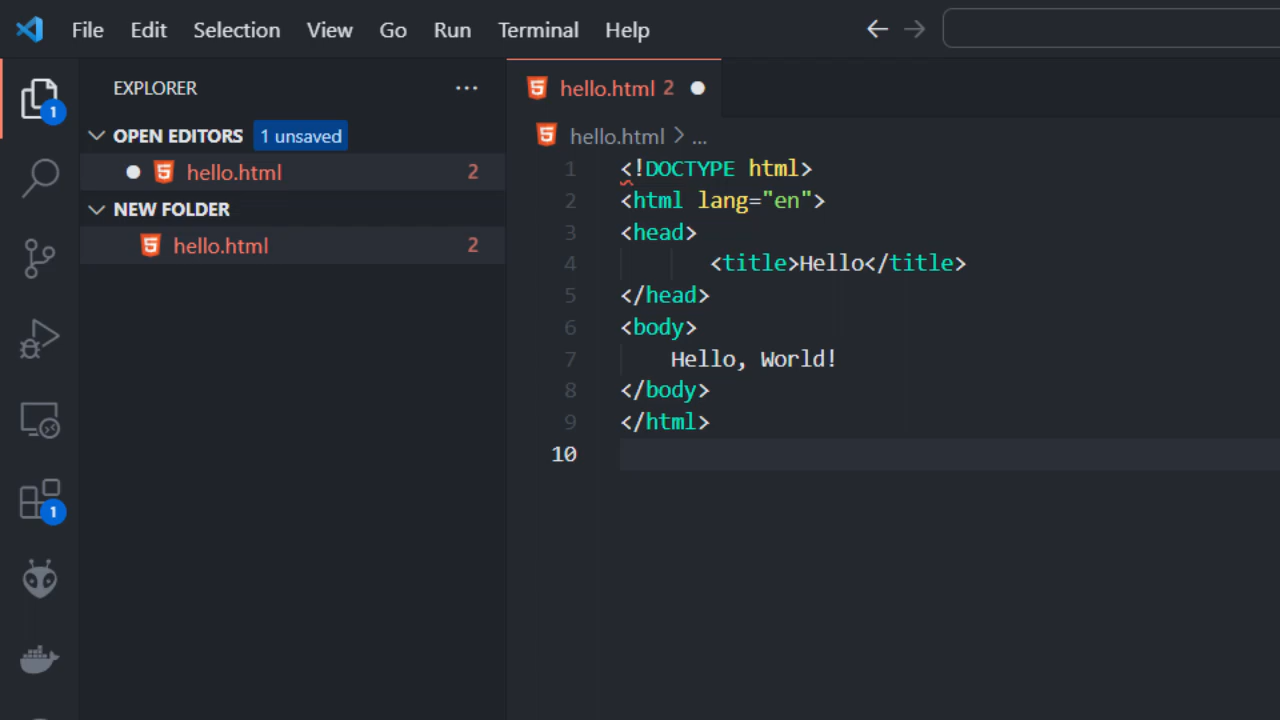 File Edit Selection View Go Run Terminal Help
EXPLORER ...
OPEN EDITORS 1 unsaved
hello.html 2
NEW FOLDER
hello.html 2
1
1
hello.html 2
hello.html > ...
1 <!DOCTYPE html>
2 <html lang="en">
3 <head>
4 <title>Hello</title>
5 </head>
6 <body>
7 Hello, World!
8 </body>
9 </html>
10